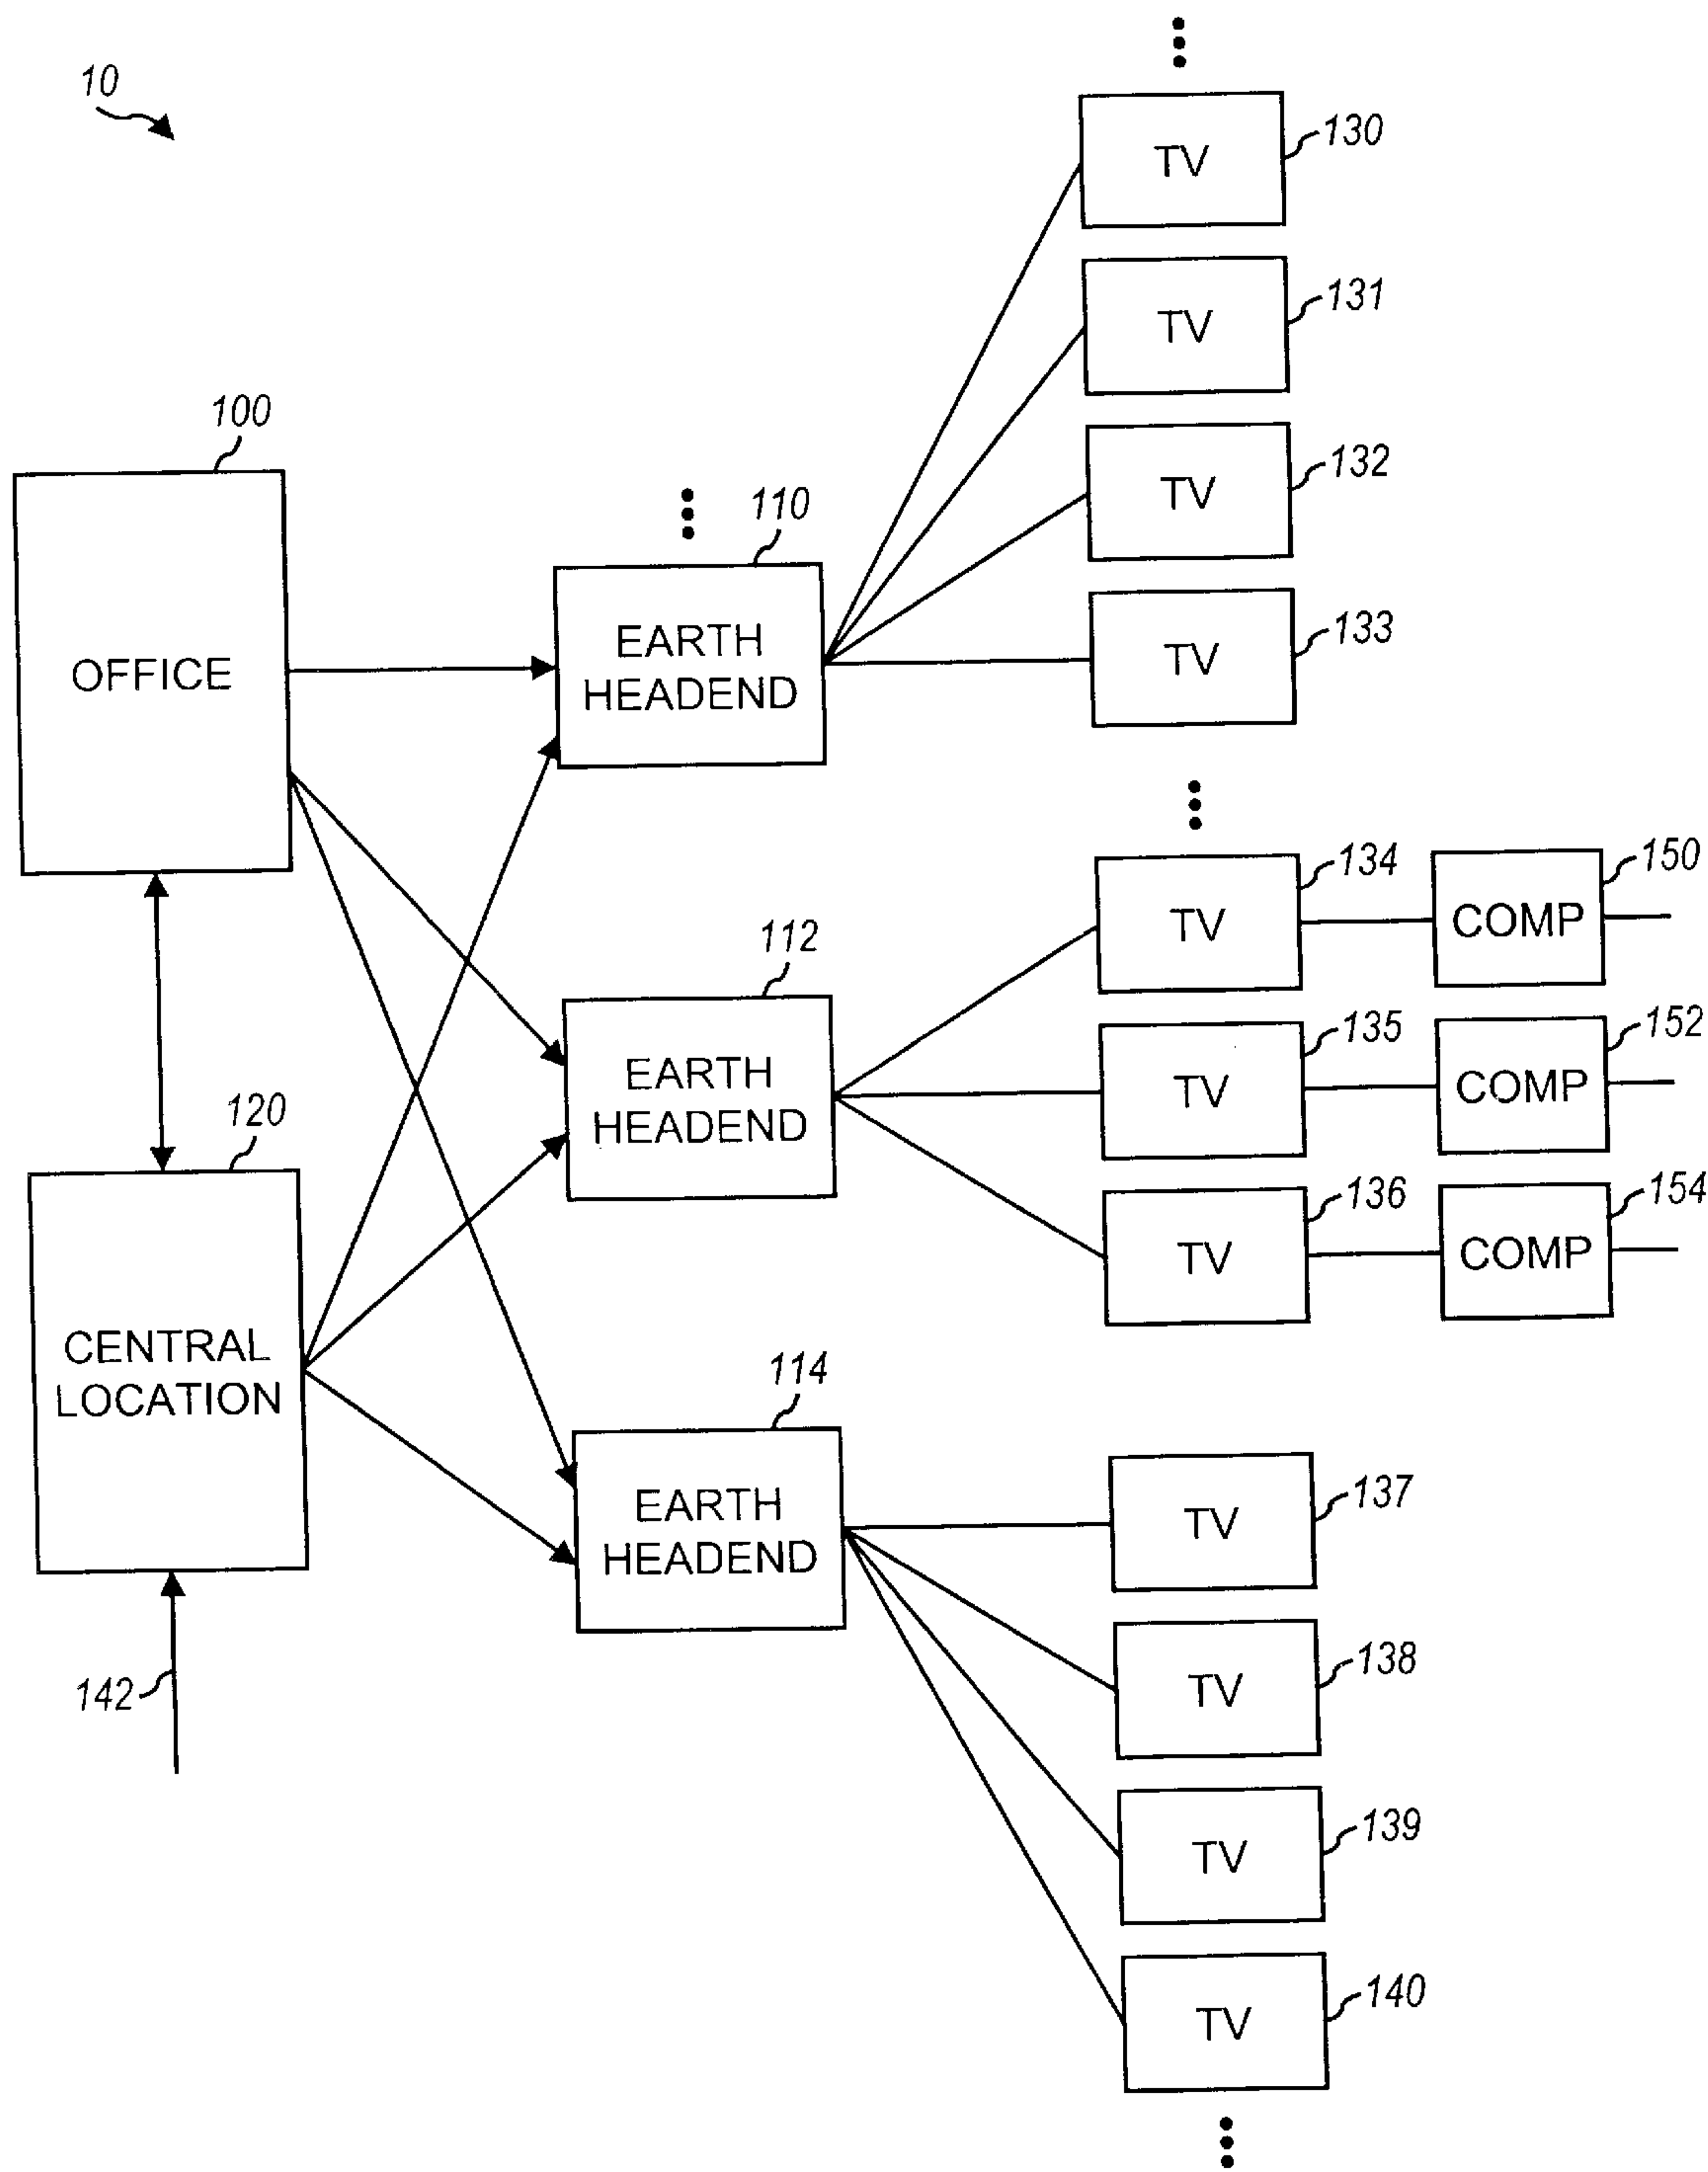 10
130
TV
131
TV
100
132
TV
110
133
TV
OFFICE
EARTH
HEADEND
134
TV
150
COMP
112
135
TV
152
COMP
EARTH
HEADEND
120
136
TV
154
COMP
CENTRAL
LOCATION
114
EARTH
HEADEND
137
TV
142
138
TV
139
TV
140
TV